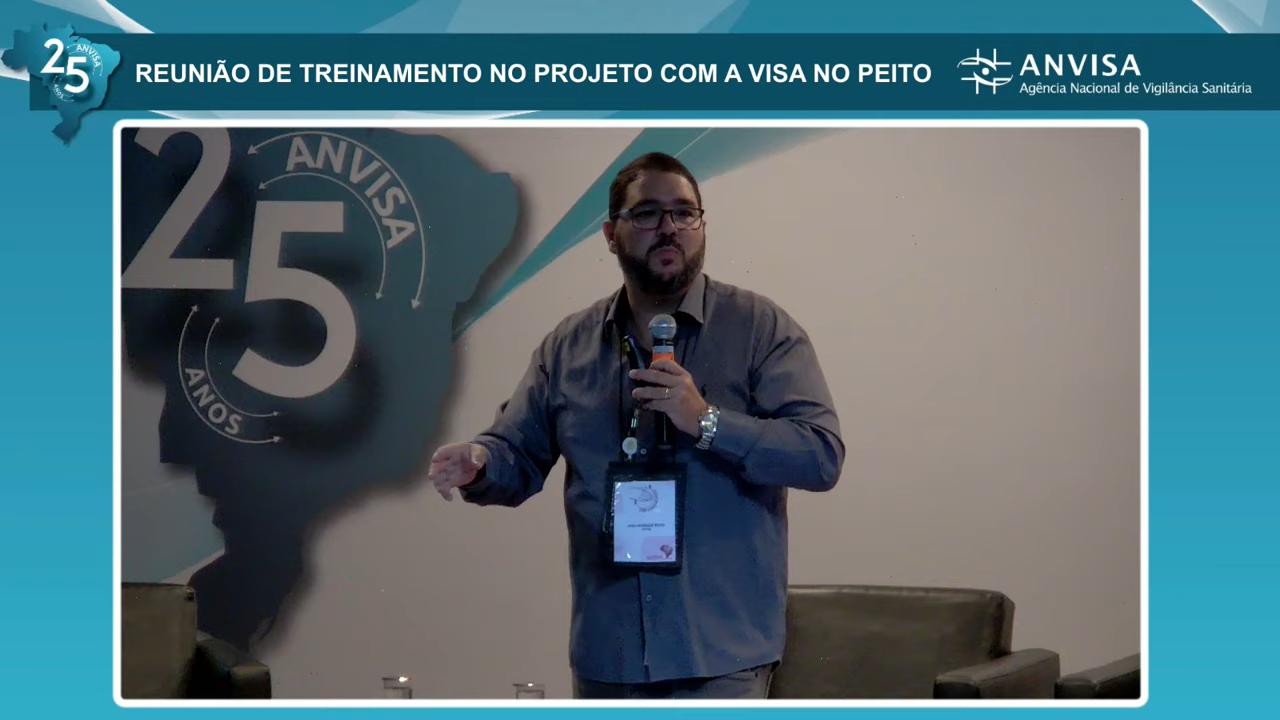 25
ANVISA
ANOS
REUNIÃO DE TREINAMENTO NO PROJETO COM A VISA NO PEITO
ANVISA
Agência Nacional de Vigilância Sanitária
25
ANVISA
ANOS